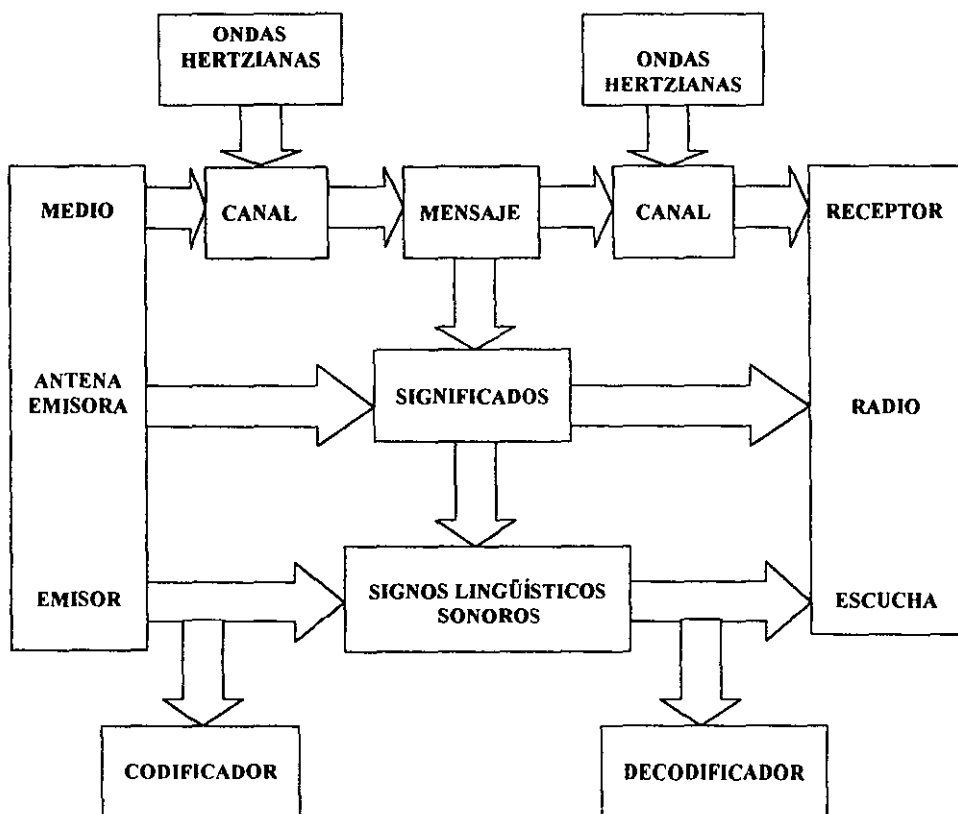 ONDAS
HERTZIANAS
ONDAS
HERTZIANAS
MEDIO
CANAL
MENSAJE
CANAL
RECEPTOR
ANTENA
EMISORA
SIGNIFICADOS
RADIO
EMISOR
SIGNOS LINGÜÍSTICOS
SONOROS
ESCUCHA
CODIFICADOR
DECODIFICADOR